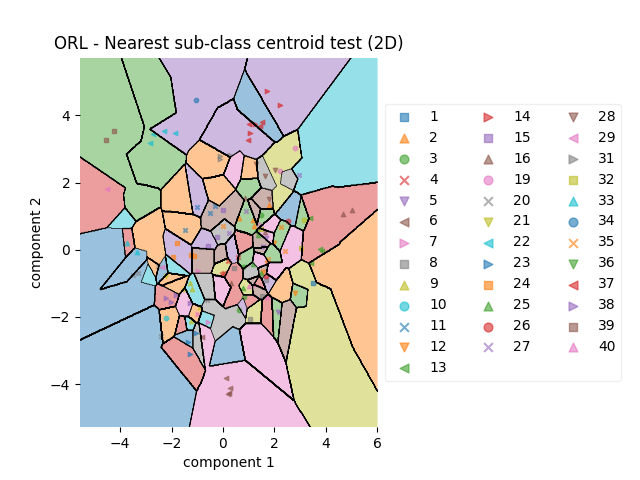 ORL - Nearest sub-class centroid test (2D)
component 2
4
2
0
−2
−4
−4 −2 0 2 4 6
component 1
1 14 28
2 15 29
3 16 31
4 19 32
5 20 33
6 21 34
7 22 35
8 23 36
9 24 37
10 25 38
11 26 39
12 27 40
13